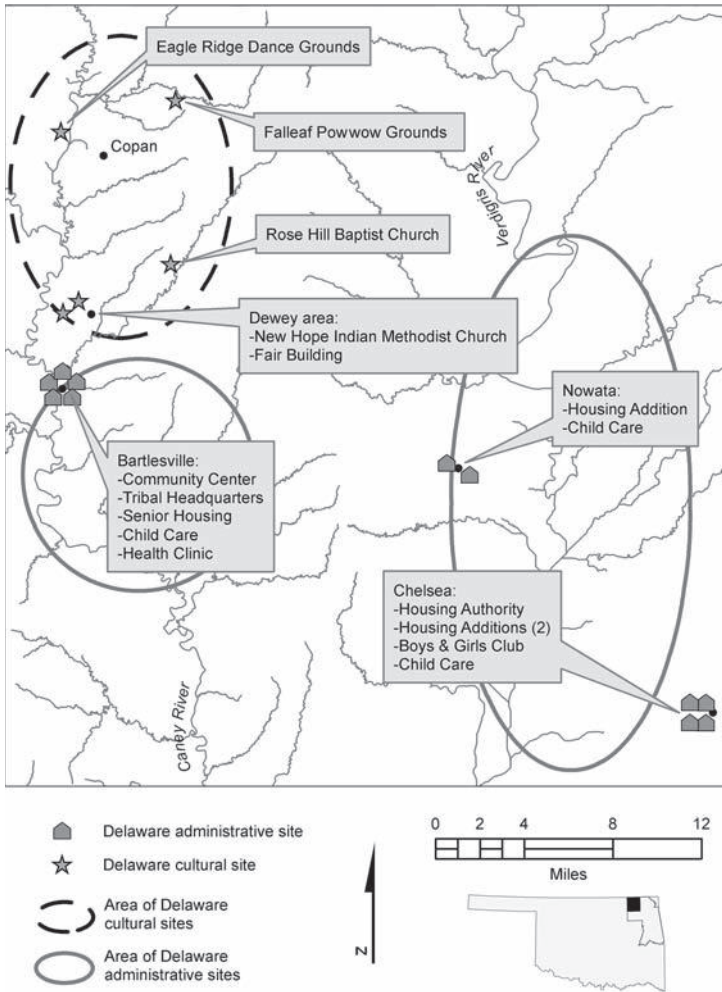 Eagle Ridge Dance Grounds
Falleaf Powwow Grounds
Copan
Verdigris River
Rose Hill Baptist Church
Dewey area:
-New Hope Indian Methodist Church
-Fair Building
Nowata:
-Housing Addition
-Child Care
Bartlesville:
-Community Center
-Tribal Headquarters
-Senior Housing
-Child Care
-Health Clinic
Chelsea:
-Housing Authority
-Housing Additions (2)
-Boys & Girls Club
-Child Care
Caney River
Delaware administrative site
Delaware cultural site
Area of Delaware
cultural sites
Area of Delaware
administrative sites
N
0 2 4 8 12
Miles